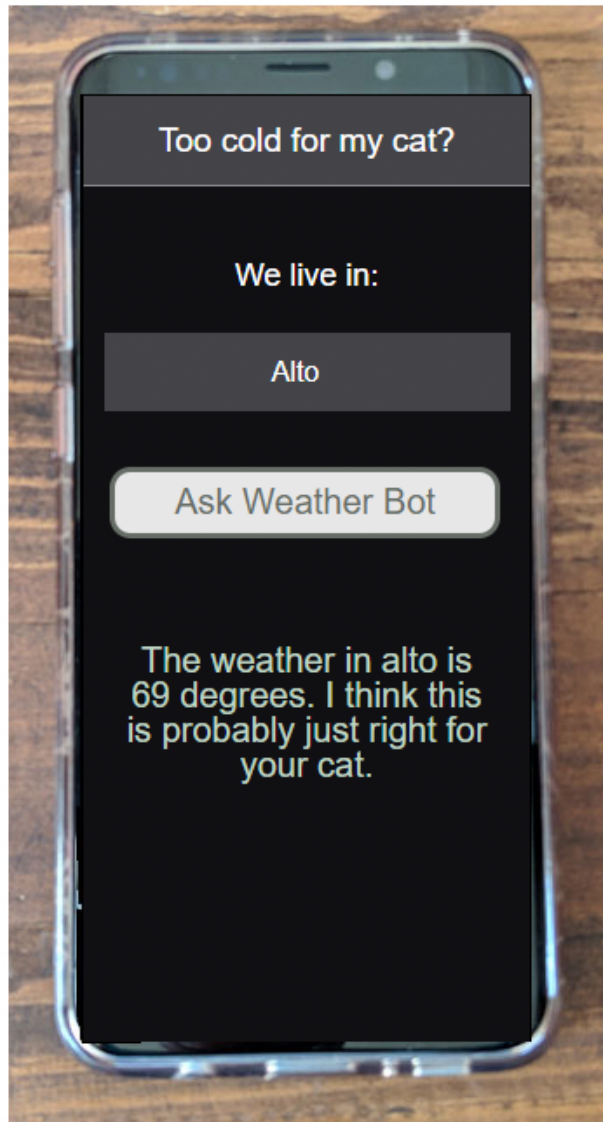 Too cold for my cat?
We live in:
Alto
Ask Weather Bot
The weather in alto is
69 degrees. I think this
is probably just right for
your cat.